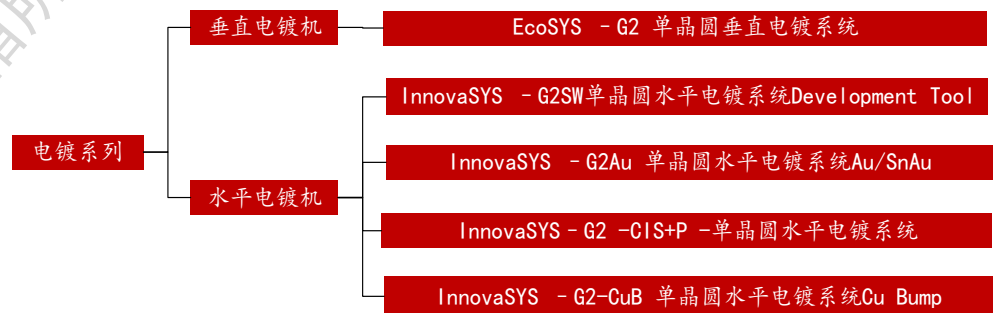 垂直电镀机
EcoSYS –G2 单晶圆垂直电镀系统
InnovaSYS –G2SW单晶圆水平电镀系统Development Tool
电镀系列
InnovaSYS –G2Au 单晶圆水平电镀系统Au/SnAu
水平电镀机
InnovaSYS–G2 -CIS+P -单晶圆水平电镀系统
InnovaSYS –G2-CuB 单晶圆水平电镀系统Cu Bump